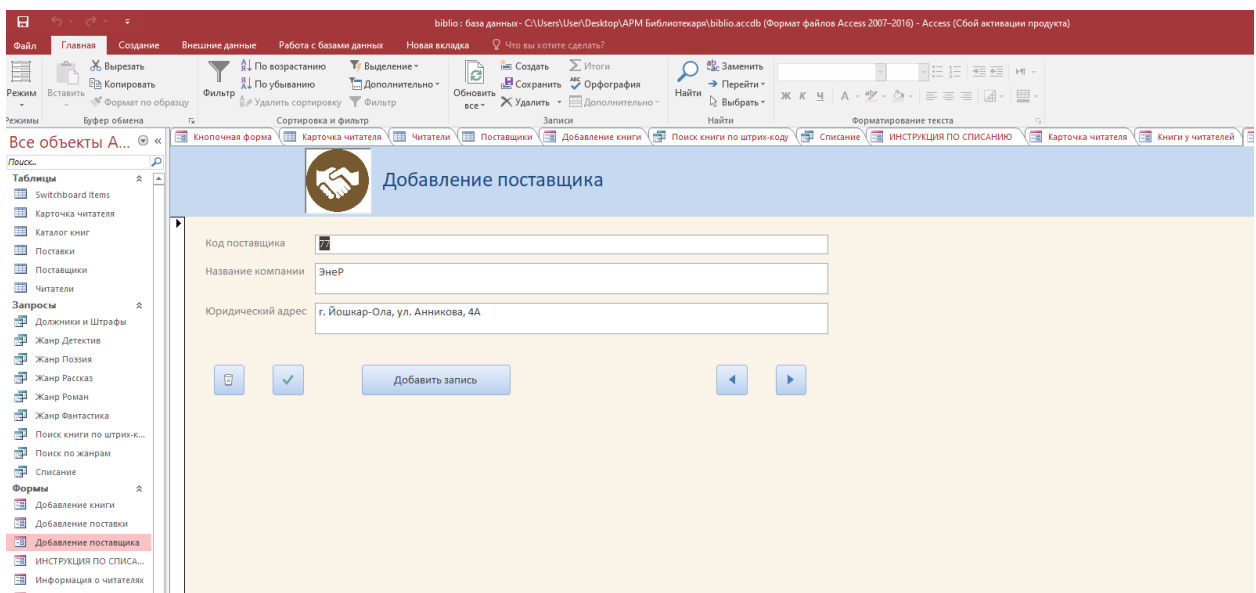 biblio : база данных- C:\Users\User\Desktop\АРМ Библиотекаря\biblio.accdb (Формат файлов Access 2007–2016) - Access (Сбой активации продукта)
Файл Главная Создание Внешние данные Работа с базами данных Новая вкладка Что вы хотите сделать?
Режим
Вставить
Вырезать
Копировать
Формат по образцу
Фильтр
По возрастанию
По убыванию
Удалить сортировку
Выделение
Дополнительно
Фильтр
Обновить все
Создать
Сохранить
Удалить
Итоги
Орфография
Дополнительно
Найти
Заменить
Перейти
Выбрать
Ж К Ч А
Режимы Буфер обмена Сортировка и фильтр Записи Найти Форматирование текста
Все объекты A...
Поиск..
Таблицы
Switchboard Items
Карточка читателя
Каталог книг
Поставки
Поставщики
Читатели
Запросы
Должники и Штрафы
Жанр Детектив
Жанр Поэзия
Жанр Рассказ
Жанр Роман
Жанр Фантастика
Поиск книги по штрих-к...
Поиск по жанрам
Списание
Формы
Добавление книги
Добавление поставки
Добавление поставщика
ИНСТРУКЦИЯ ПО СПИСА...
Информация о читателях
Кнопочная форма Карточка читателя Читатели Поставщики Добавление книги Поиск книги по штрих-коду Списание ИНСТРУКЦИЯ ПО СПИСАНИЮ Карточка читателя Книги у читателей
Добавление поставщика
Код поставщика 77
Название компании ЭнеР
Юридический адрес г. Йошкар-Ола, ул. Анникова, 4А
Добавить запись